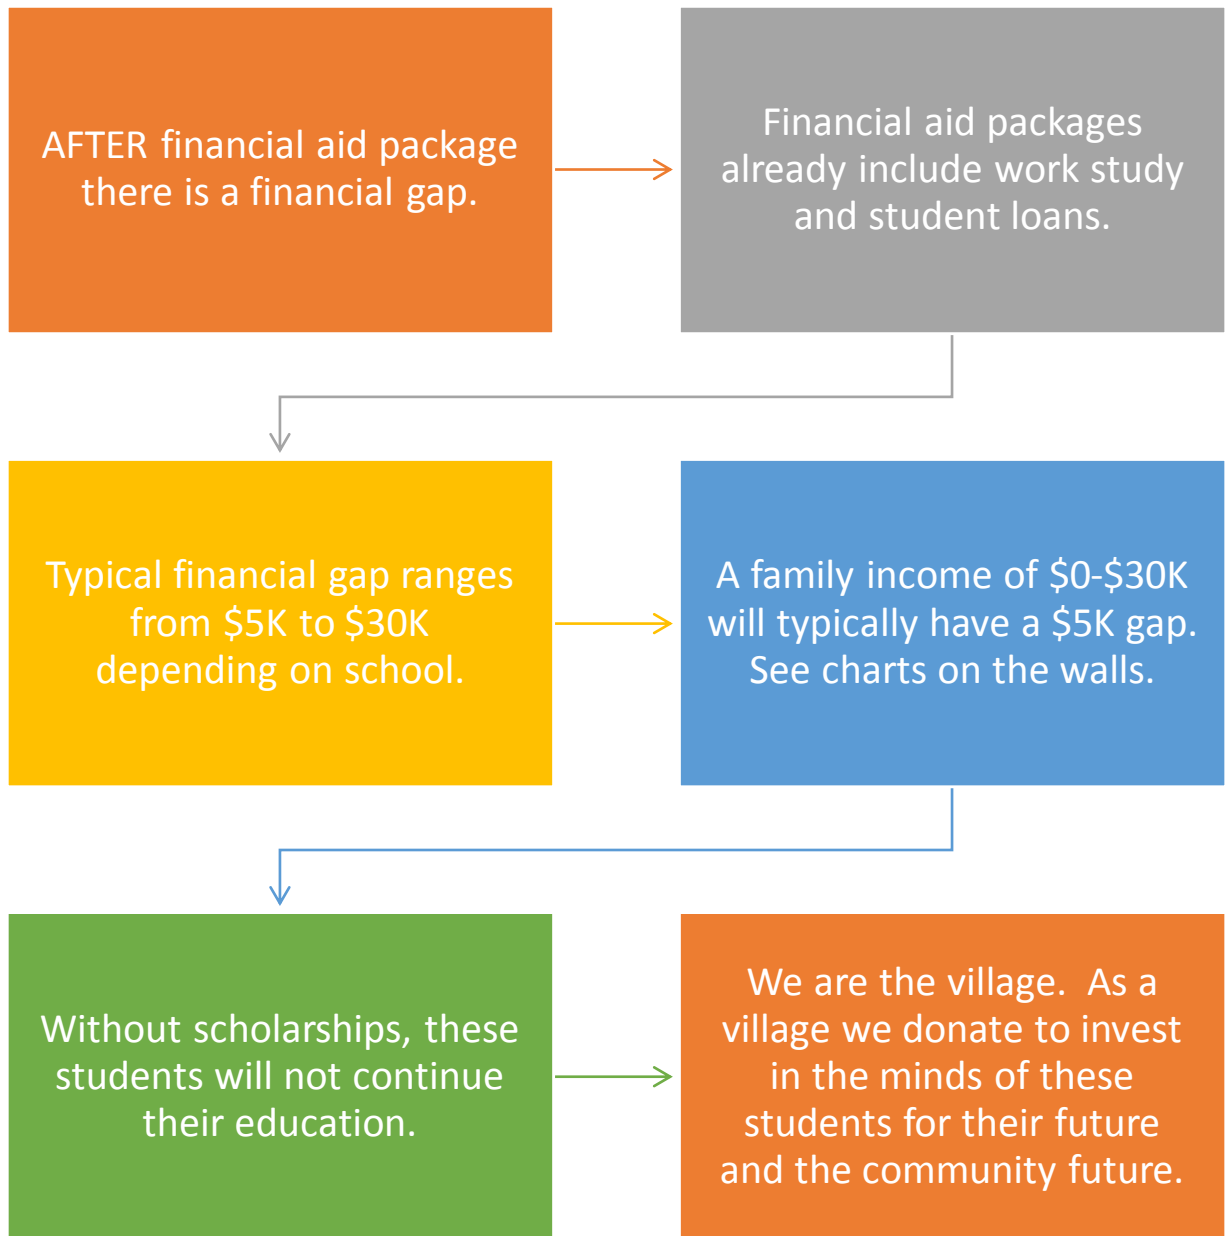 AFTER financial aid package
there is a financial gap.
Financial aid packages
already include work study
and student loans.
Typical financial gap ranges
from $5K to $30K
depending on school.
A family income of $0-$30K
will typically have a $5K gap.
See charts on the walls.
Without scholarships, these
students will not continue
their education.
We are the village.  As a
village we donate to invest
in the minds of these
students for their future
and the community future.